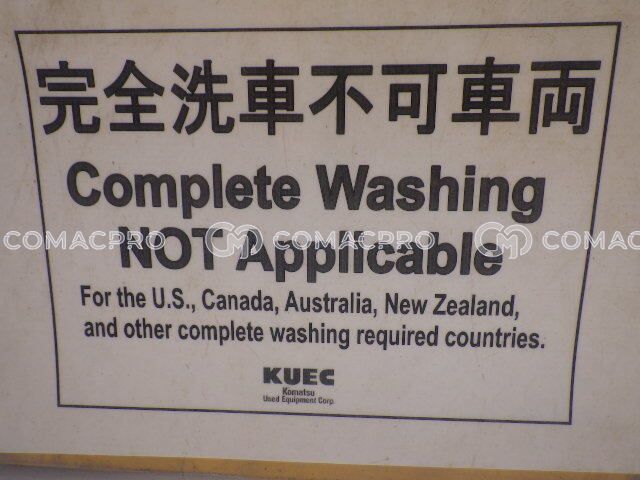 完全洗車不可車両
Complete Washing
NOT Applicable
COMACPRO COMACPRO COMACP
For the U.S., Canada, Australia, New Zealand,
and other complete washing required countries.
KUEC
Komatsu
Used Equipment Corp.